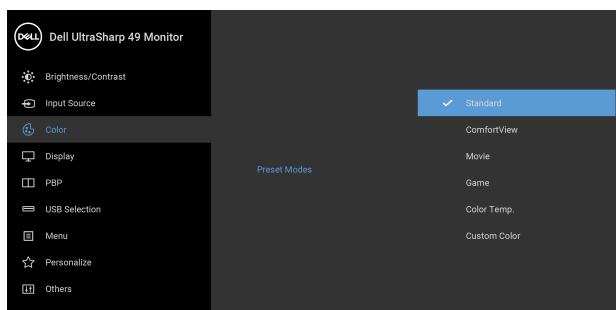 DELL Dell UltraSharp 49 Monitor
Brightness/Contrast
Input Source
Color
Display
PBP
USB Selection
Menu
Personalize
Others
Preset Modes
Standard
ComfortView
Movie
Game
Color Temp.
Custom Color